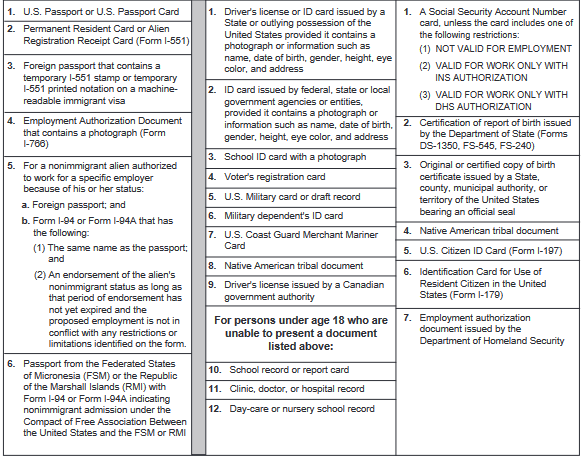 1. U.S. Passport or U.S. Passport Card
2. Permanent Resident Card or Alien
Registration Receipt Card (Form I-551)
3. Foreign passport that contains a
temporary I-551 stamp or temporary
I-551 printed notation on a machine-
readable immigrant visa
4. Employment Authorization Document
that contains a photograph (Form
I-766)
5. For a nonimmigrant alien authorized
to work for a specific employer
because of his or her status:
a. Foreign passport; and
b. Form I-94 or Form I-94A that has
the following:
(1) The same name as the passport;
and
(2) An endorsement of the alien's
nonimmigrant status as long as
that period of endorsement has
not yet expired and the
proposed employment is not in
conflict with any restrictions or
limitations identified on the form.
6. Passport from the Federated States
of Micronesia (FSM) or the Republic
of the Marshall Islands (RMI) with
Form I-94 or Form I-94A indicating
nonimmigrant admission under the
Compact of Free Association Between
the United States and the FSM or RMI
1. Driver's license or ID card issued by a
State or outlying possession of the
United States provided it contains a
photograph or information such as
name, date of birth, gender, height, eye
color, and address
2. ID card issued by federal, state or local
government agencies or entities,
provided it contains a photograph or
information such as name, date of birth,
gender, height, eye color, and address
3. School ID card with a photograph
4. Voter's registration card
5. U.S. Military card or draft record
6. Military dependent's ID card
7. U.S. Coast Guard Merchant Mariner
Card
8. Native American tribal document
9. Driver's license issued by a Canadian
government authority
For persons under age 18 who are
unable to present a document
listed above:
10. School record or report card
11. Clinic, doctor, or hospital record
12. Day-care or nursery school record
1. A Social Security Account Number
card, unless the card includes one of
the following restrictions:
(1) NOT VALID FOR EMPLOYMENT
(2) VALID FOR WORK ONLY WITH
INS AUTHORIZATION
(3) VALID FOR WORK ONLY WITH
DHS AUTHORIZATION
2. Certification of report of birth issued
by the Department of State (Forms
DS-1350, FS-545, FS-240)
3. Original or certified copy of birth
certificate issued by a State,
county, municipal authority, or
territory of the United States
bearing an official seal
4. Native American tribal document
5. U.S. Citizen ID Card (Form I-197)
6. Identification Card for Use of
Resident Citizen in the United
States (Form I-179)
7. Employment authorization
document issued by the
Department of Homeland Security